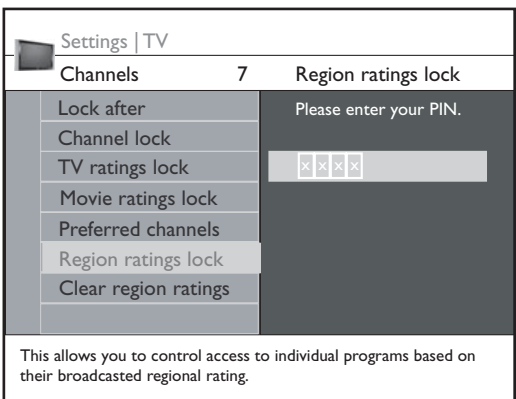 Settings | TV
Channels 7 Region ratings lock
Lock after
Please enter your PIN.
Channel lock
TV ratings lock
× × × ×
Movie ratings lock
Preferred channels
Region ratings lock
Clear region ratings
This allows you to control access to individual programs based on
their broadcasted regional rating.